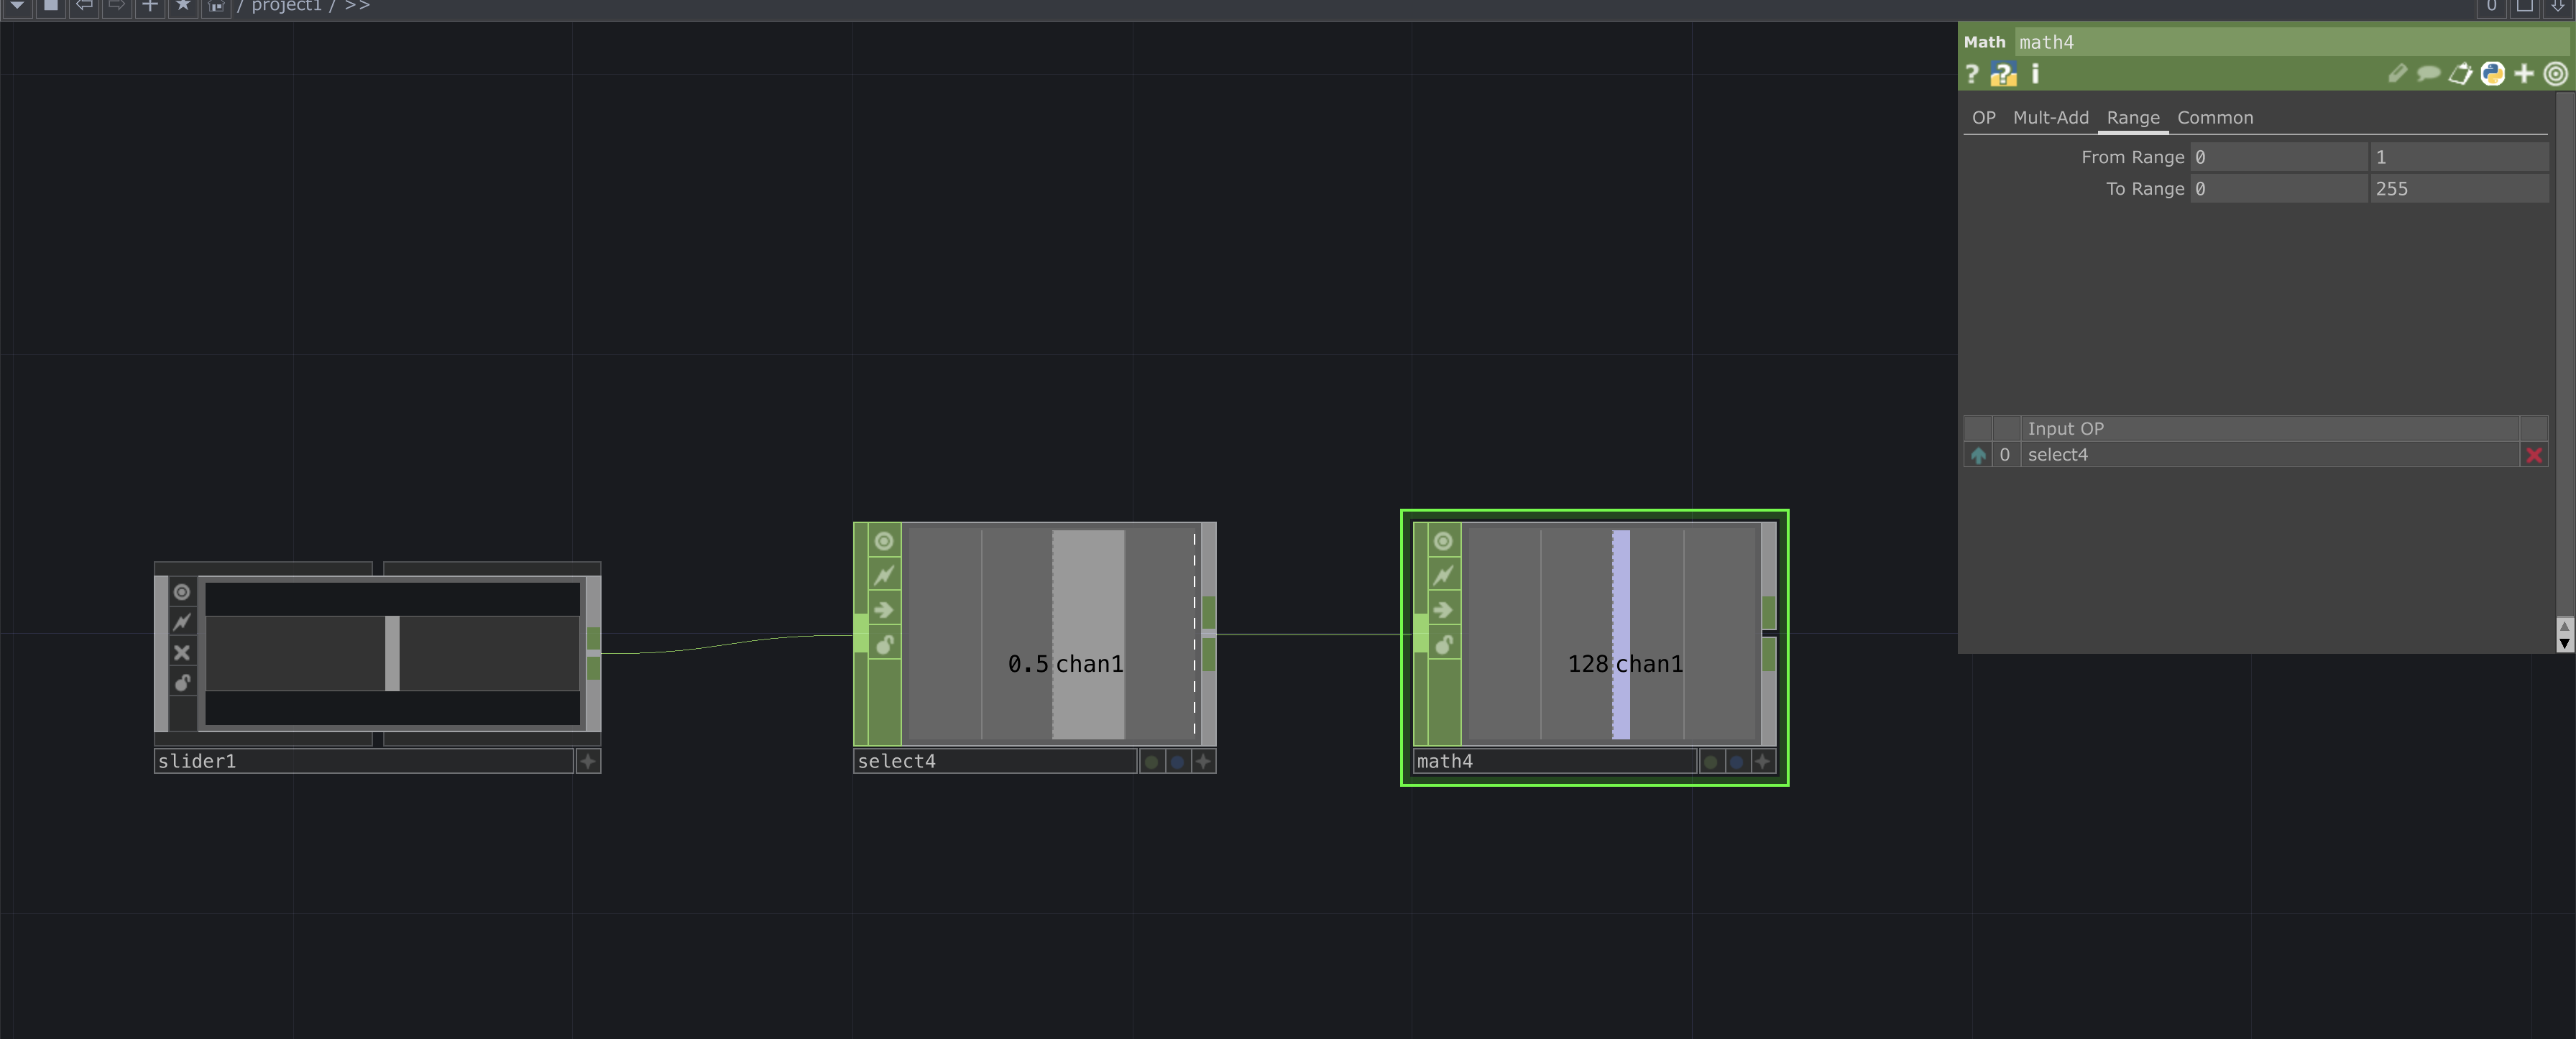 / project1 / >>
0
Math math4
? ? i
OP Mult-Add Range Common
From Range 0 1
To Range 0 255
Input OP
0 select4
0.5 chan1
128 chan1
slider1
select4
math4